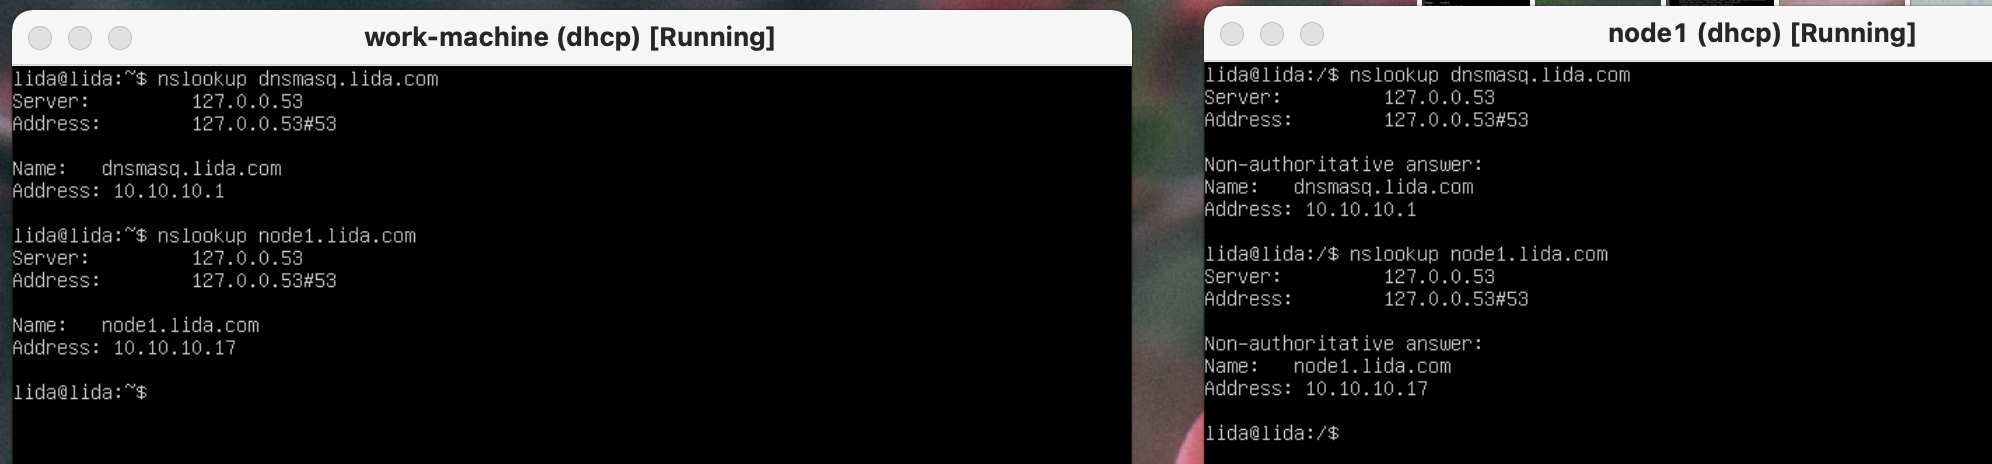 work-machine (dhcp) [Running]
lida@lida:~$ nslookup dnsmasq.lida.com
Server:         127.0.0.53
Address:        127.0.0.53#53

Name:   dnsmasq.lida.com
Address: 10.10.10.1

lida@lida:~$ nslookup node1.lida.com
Server:         127.0.0.53
Address:        127.0.0.53#53

Name:   node1.lida.com
Address: 10.10.10.17

lida@lida:~$
node1 (dhcp) [Running]
lida@lida:/$ nslookup dnsmasq.lida.com
Server:         127.0.0.53
Address:        127.0.0.53#53

Non-authoritative answer:
Name:   dnsmasq.lida.com
Address: 10.10.10.1

lida@lida:/$ nslookup node1.lida.com
Server:         127.0.0.53
Address:        127.0.0.53#53

Non-authoritative answer:
Name:   node1.lida.com
Address: 10.10.10.17

lida@lida:/$